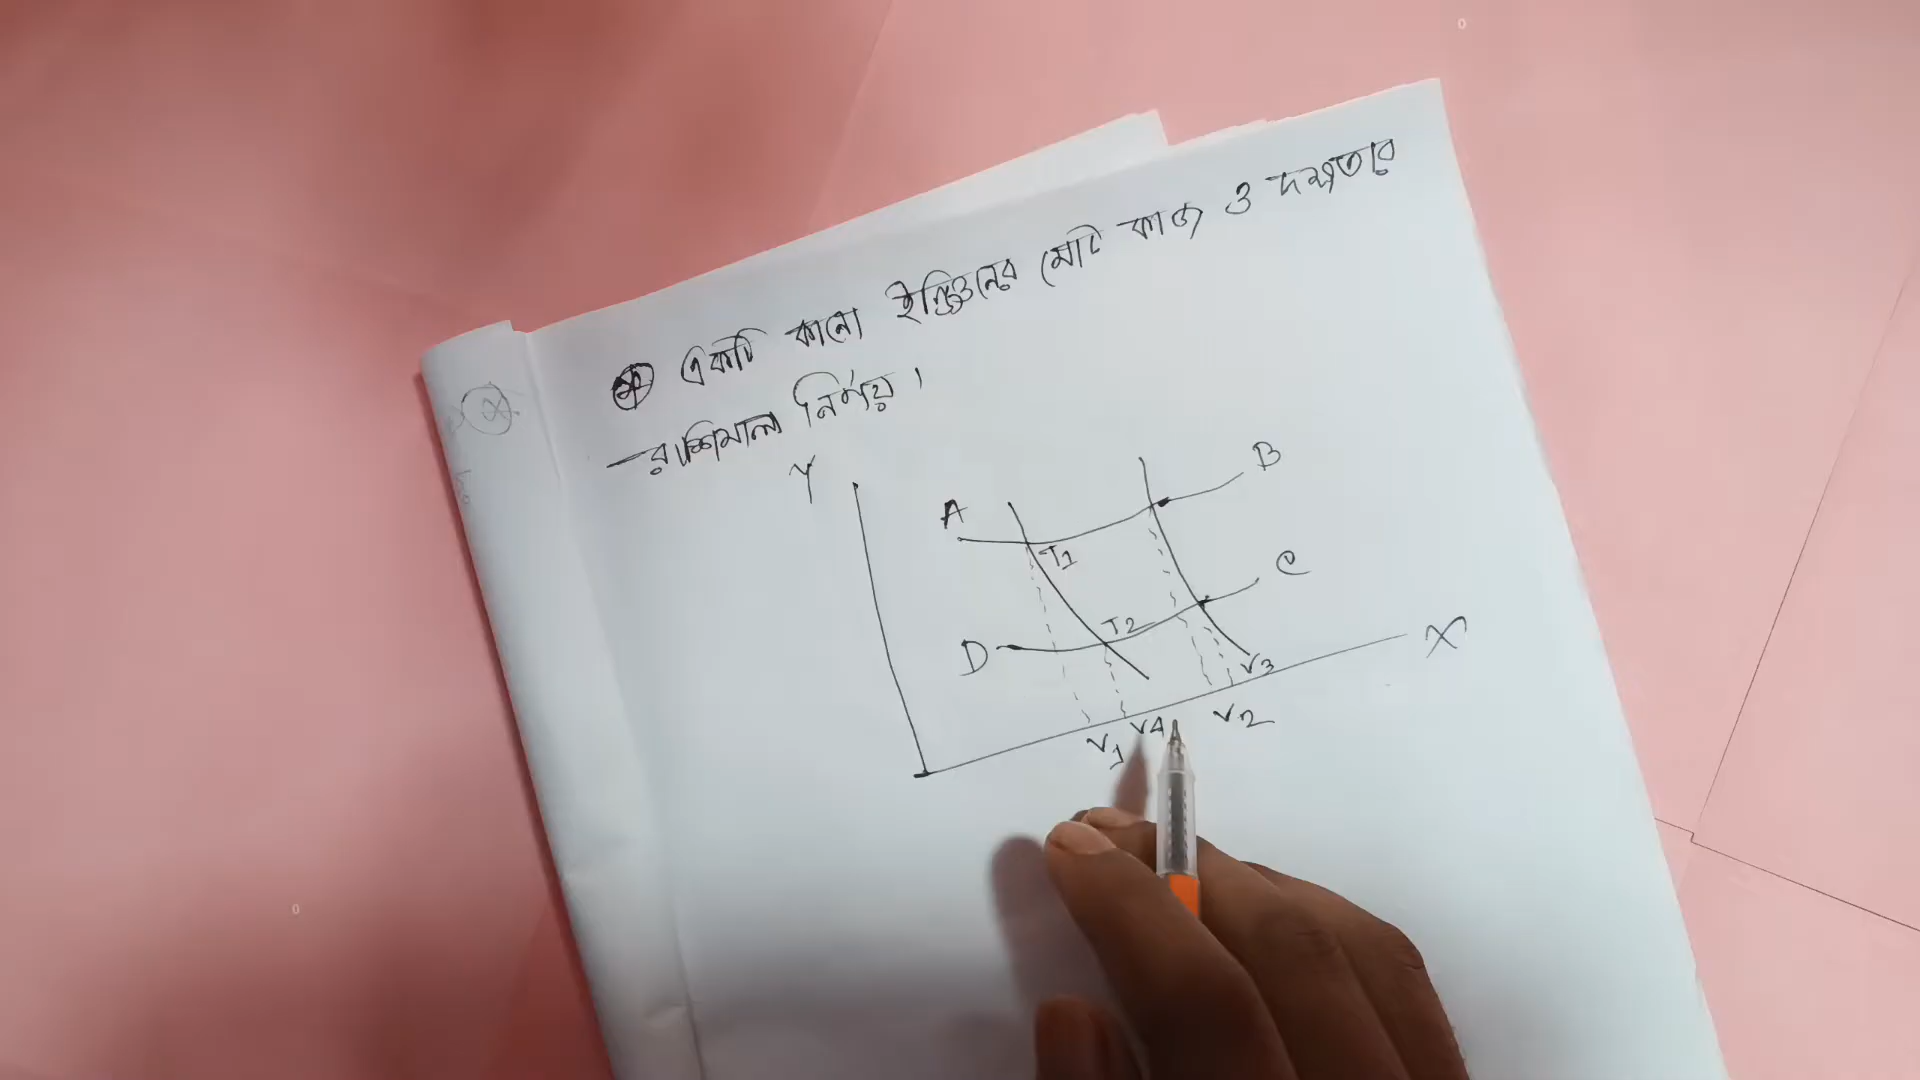 একটি কার্নো ইঞ্জিনের মোট কাজ ও দক্ষতার
রাশিমালা নির্ণয়।
Y
A
B
T1
C
D
T2
X
V3
V1
V4
V2